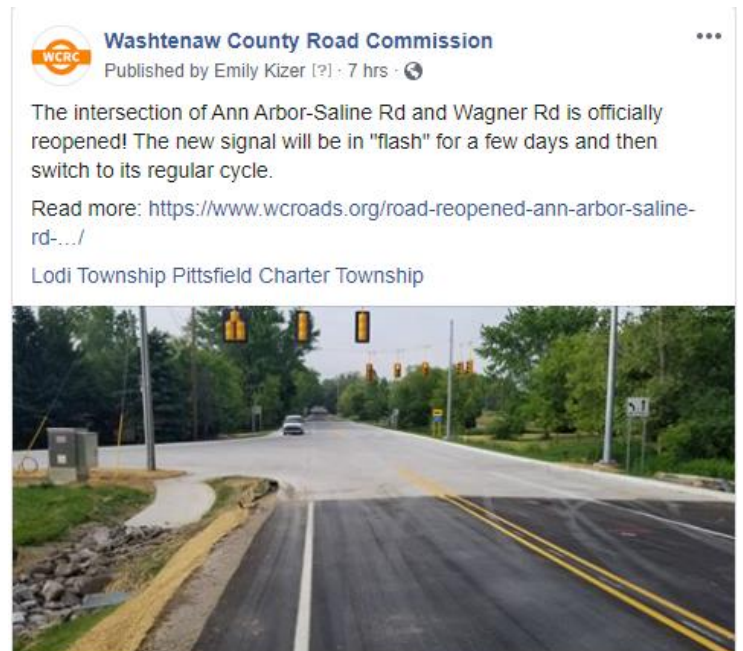 WCRC
Washtenaw County Road Commission
Published by Emily Kizer [?] · 7 hrs ·
The intersection of Ann Arbor-Saline Rd and Wagner Rd is officially
reopened! The new signal will be in "flash" for a few days and then
switch to its regular cycle.
Read more: https://www.wcroads.org/road-reopened-ann-arbor-saline-
rd-.../
Lodi Township Pittsfield Charter Township